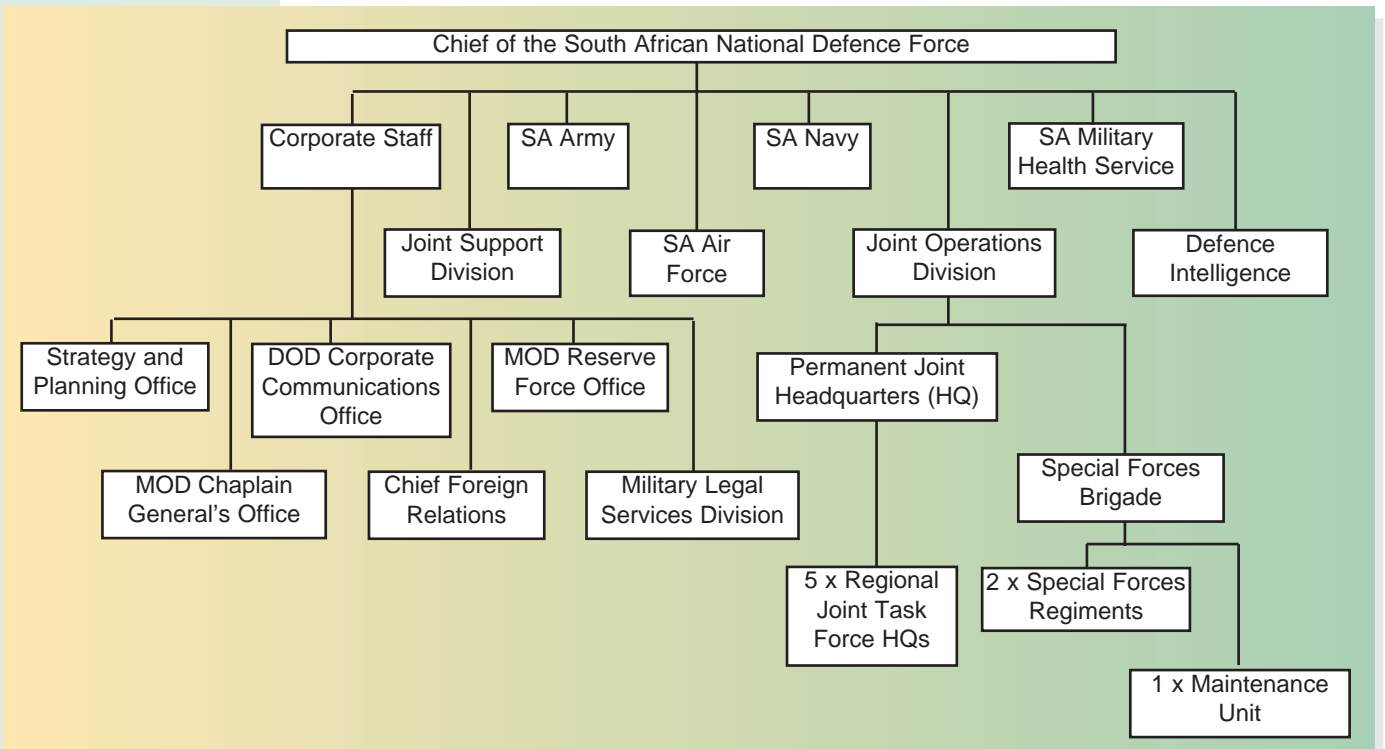 Chief of the South African National Defence Force
Corporate Staff
SA Army
SA Navy
SA Military
Health Service
Joint Support
Division
SA Air
Force
Joint Operations
Division
Defence
Intelligence
Strategy and
Planning Office
DOD Corporate
Communications
Office
MOD Reserve
Force Office
Permanent Joint
Headquarters (HQ)
MOD Chaplain
General's Office
Chief Foreign
Relations
Military Legal
Services Division
Special Forces
Brigade
5 x Regional
Joint Task
Force HQs
2 x Special Forces
Regiments
1 x Maintenance
Unit